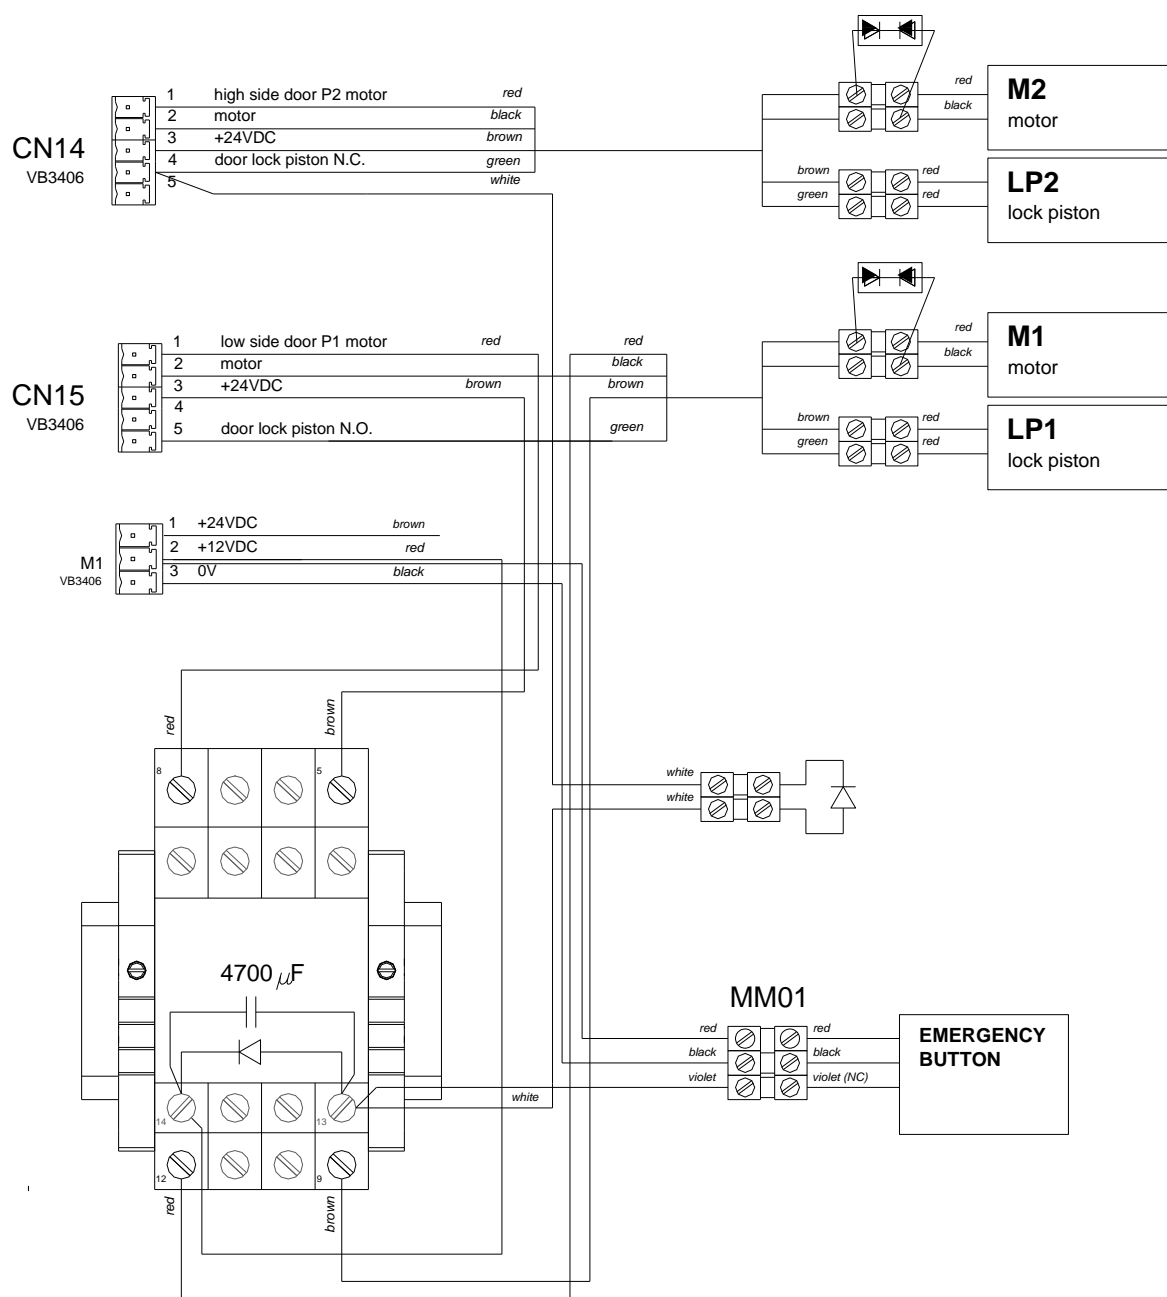 1 high side door P2 motor red
2 motor black
3 +24VDC brown
4 door lock piston N.C. green
5 white
CN14
VB3406
red
black
M2
motor
brown red
green red
LP2
lock piston
1 low side door P1 motor red red
2 motor black
3 +24VDC brown brown
4
5 door lock piston N.O. green
CN15
VB3406
red
black
M1
motor
brown red
green red
LP1
lock piston
1 +24VDC brown
2 +12VDC red
3 0V black
M1
VB3406
red
brown
8
5
white
white
4700 µF
MM01
red red
black black
violet violet (NC)
EMERGENCY
BUTTON
white
14
13
12
9
red
brown